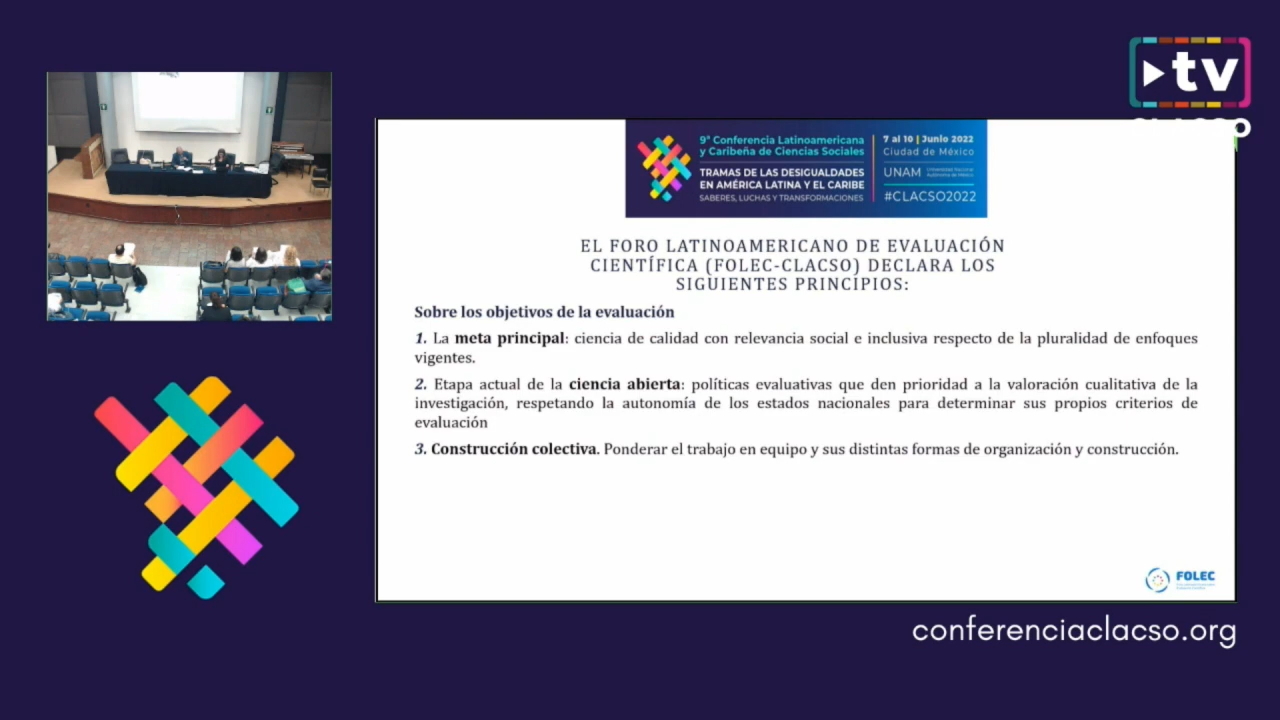 tv
CLACSO
9ª Conferencia Latinoamericana
y Caribeña de Ciencias Sociales
TRAMAS DE LAS DESIGUALDADES
EN AMÉRICA LATINA Y EL CARIBE
SABERES, LUCHAS Y TRANSFORMACIONES
7 al 10 | Junio 2022
Ciudad de México
UNAM
#CLACSO2022
EL FORO LATINOAMERICANO DE EVALUACIÓN
CIENTÍFICA (FOLEC-CLACSO) DECLARA LOS
SIGUIENTES PRINCIPIOS:
Sobre los objetivos de la evaluación
1. La meta principal: ciencia de calidad con relevancia social e inclusiva respecto de la pluralidad de enfoques
vigentes.
2. Etapa actual de la ciencia abierta: políticas evaluativas que den prioridad a la valoración cualitativa de la
investigación, respetando la autonomía de los estados nacionales para determinar sus propios criterios de
evaluación
3. Construcción colectiva. Ponderar el trabajo en equipo y sus distintas formas de organización y construcción.
FOLEC
conferenciaclacso.org